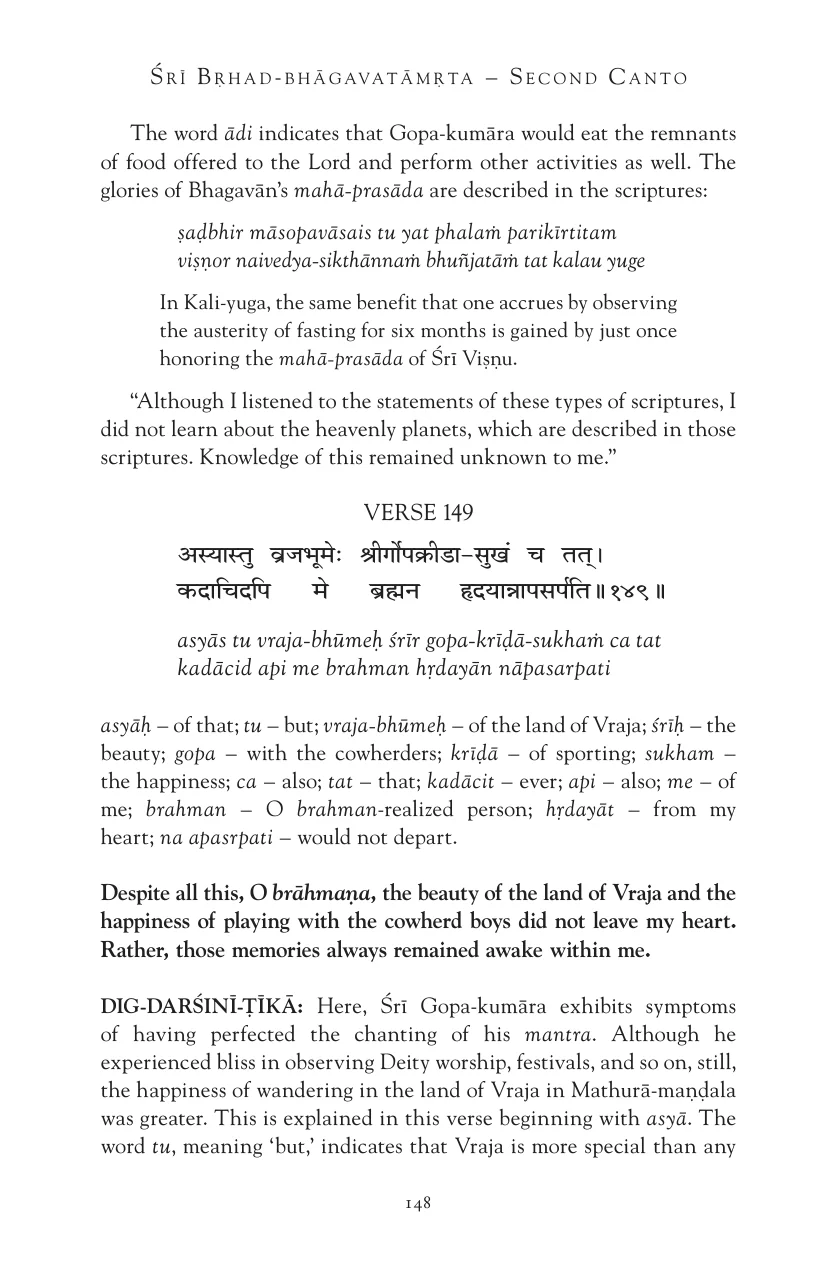 ŚRĪ BṚHAD-BHĀGAVATĀMṚTA – SECOND CANTO
The word ādi indicates that Gopa-kumāra would eat the remnants
of food offered to the Lord and perform other activities as well. The
glories of Bhagavān’s mahā-prasāda are described in the scriptures:
ṣaḍbhir māsopavāsais tu yat phalaṁ parikīrtitam
viṣṇor naivedya-sikthānnaṁ bhuñjatāṁ tat kalau yuge
In Kali-yuga, the same benefit that one accrues by observing
the austerity of fasting for six months is gained by just once
honoring the mahā-prasāda of Śrī Viṣṇu.
“Although I listened to the statements of these types of scriptures, I
did not learn about the heavenly planets, which are described in those
scriptures. Knowledge of this remained unknown to me.”
VERSE 149
अस्यास्तु व्रजभूमेः श्रीर्गोपक्रीडा-सुखं च तत्।
कदाचिदपि मे ब्रह्मन हृदयान्नापसर्पति॥१४९॥
asyās tu vraja-bhūmeḥ śrīr gopa-krīḍā-sukhaṁ ca tat
kadācid api me brahman hṛdayān nāpasarpati
asyāḥ – of that; tu – but; vraja-bhūmeḥ – of the land of Vraja; śrīḥ – the
beauty; gopa – with the cowherders; krīḍā – of sporting; sukham –
the happiness; ca – also; tat – that; kadācit – ever; api – also; me – of
me; brahman – O brahman-realized person; hṛdayāt – from my
heart; na apasṛpati – would not depart.
Despite all this, O brāhmaṇa, the beauty of the land of Vraja and the
happiness of playing with the cowherd boys did not leave my heart.
Rather, those memories always remained awake within me.
DIG-DARŚINĪ-ṬĪKĀ: Here, Śrī Gopa-kumāra exhibits symptoms
of having perfected the chanting of his mantra. Although he
experienced bliss in observing Deity worship, festivals, and so on, still,
the happiness of wandering in the land of Vraja in Mathurā-maṇḍala
was greater. This is explained in this verse beginning with asyā. The
word tu, meaning ‘but,’ indicates that Vraja is more special than any
148